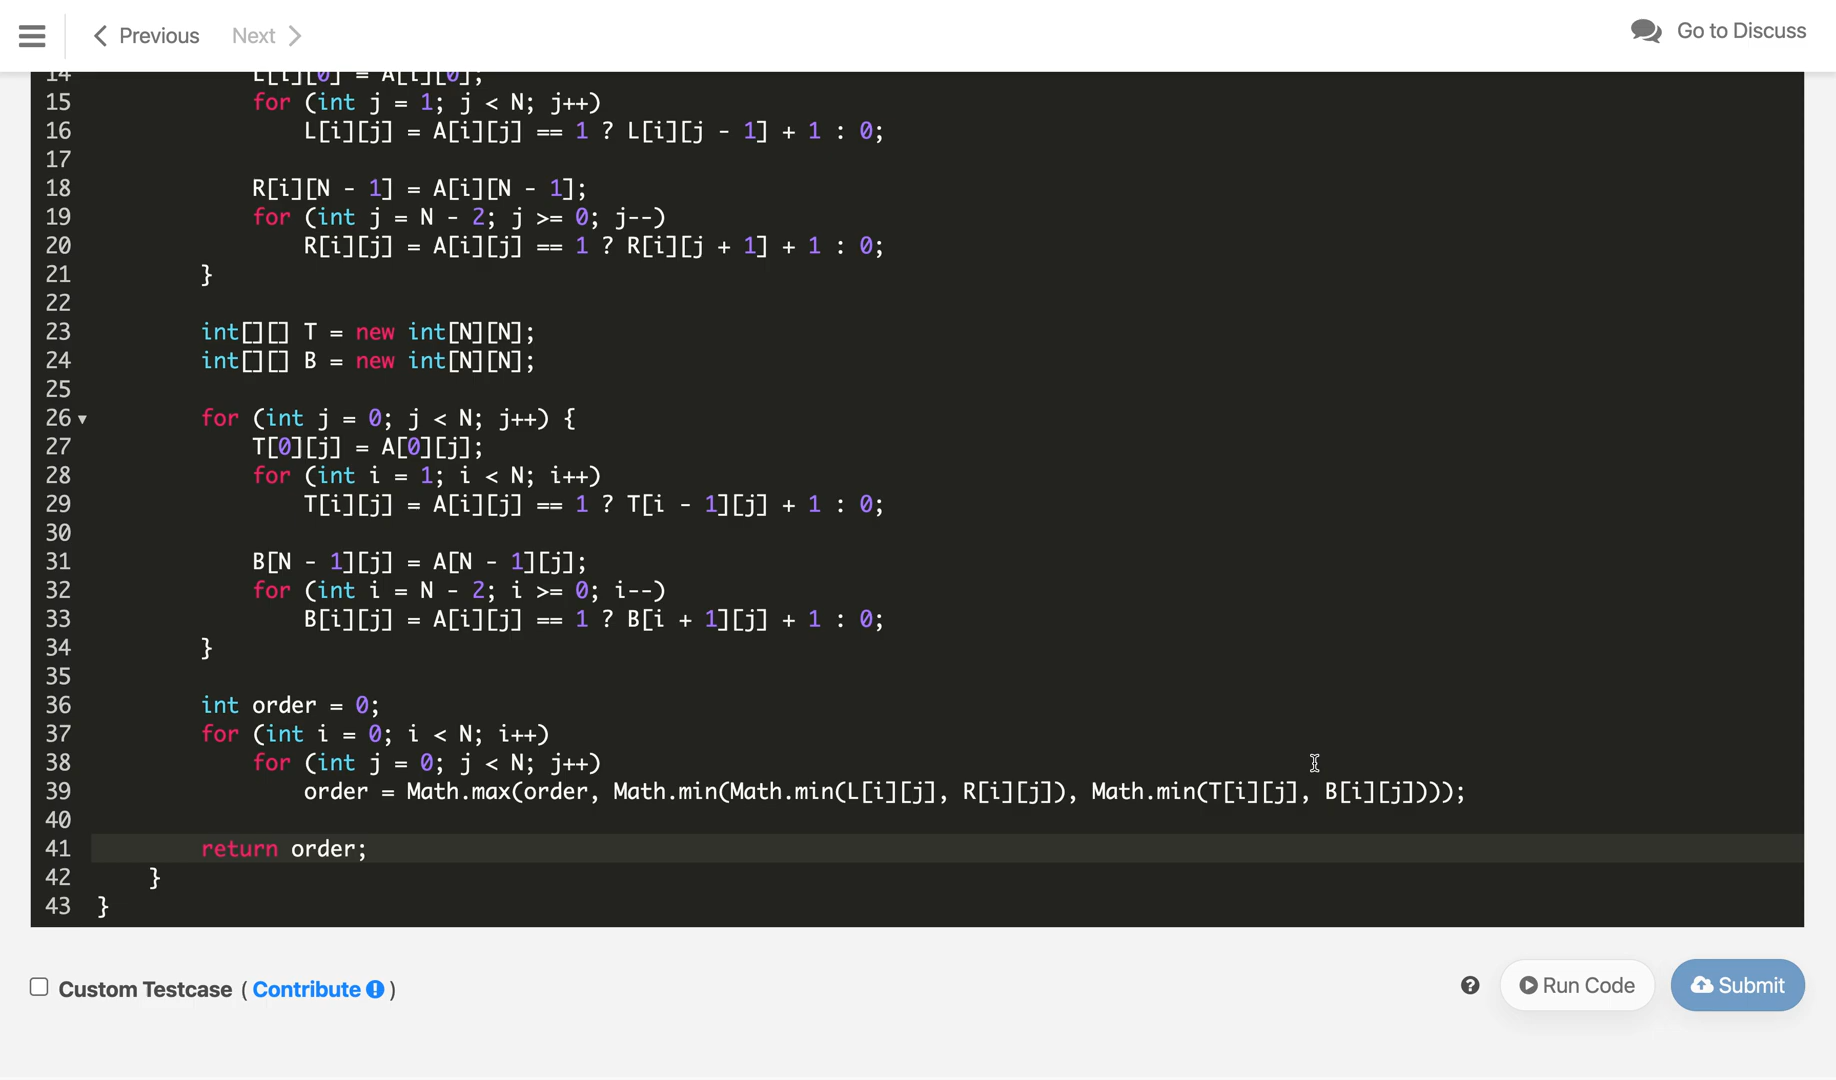 Previous Next Go to Discuss
14 L[i][0] = A[i][0];
15 for (int j = 1; j < N; j++)
16 L[i][j] = A[i][j] == 1 ? L[i][j - 1] + 1 : 0;
17
18 R[i][N - 1] = A[i][N - 1];
19 for (int j = N - 2; j >= 0; j--)
20 R[i][j] = A[i][j] == 1 ? R[i][j + 1] + 1 : 0;
21 }
22
23 int[][] T = new int[N][N];
24 int[][] B = new int[N][N];
25
26 for (int j = 0; j < N; j++) {
27 T[0][j] = A[0][j];
28 for (int i = 1; i < N; i++)
29 T[i][j] = A[i][j] == 1 ? T[i - 1][j] + 1 : 0;
30
31 B[N - 1][j] = A[N - 1][j];
32 for (int i = N - 2; i >= 0; i--)
33 B[i][j] = A[i][j] == 1 ? B[i + 1][j] + 1 : 0;
34 }
35
36 int order = 0;
37 for (int i = 0; i < N; i++)
38 for (int j = 0; j < N; j++)
39 order = Math.max(order, Math.min(Math.min(L[i][j], R[i][j]), Math.min(T[i][j], B[i][j])));
40
41 return order;
42 }
43 }
Custom Testcase ( Contribute ! ) ? Run Code Submit